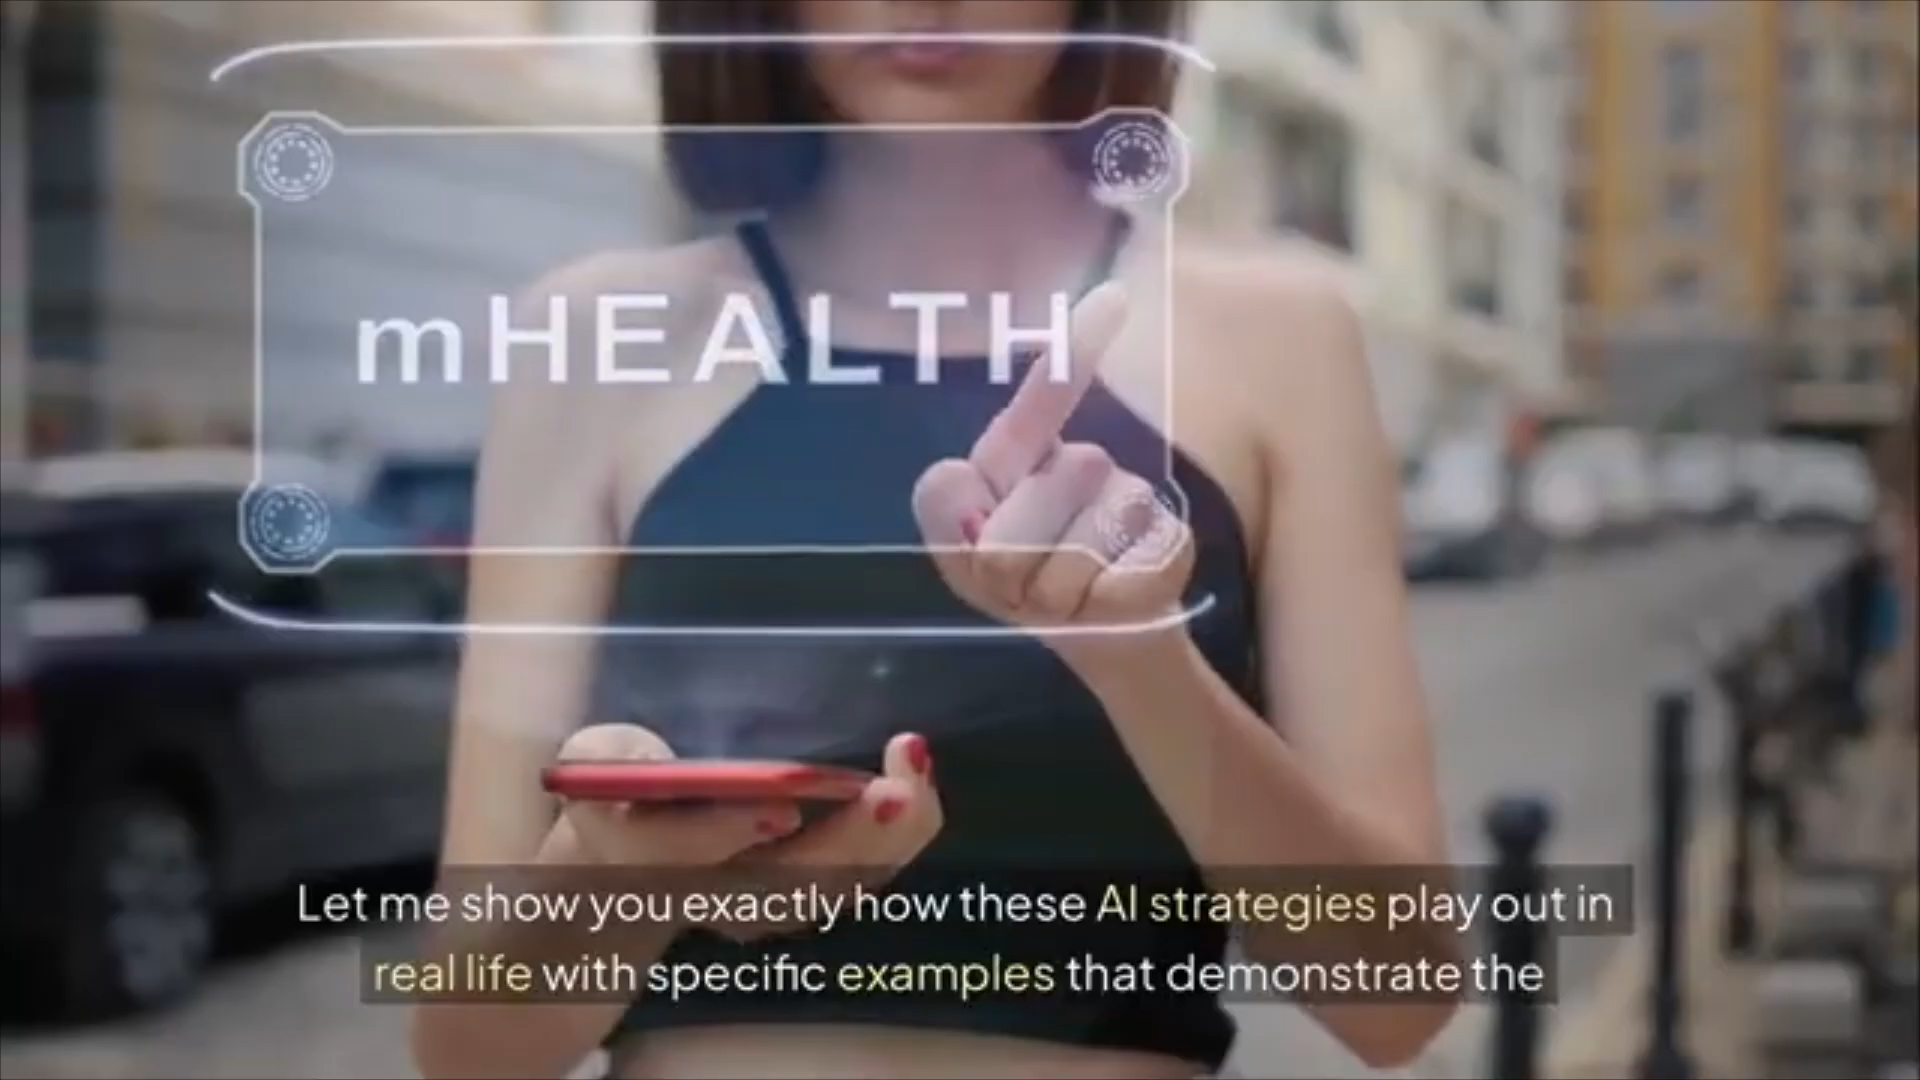 mHEALTH
Let me show you exactly how these AI strategies play out in
real life with specific examples that demonstrate the